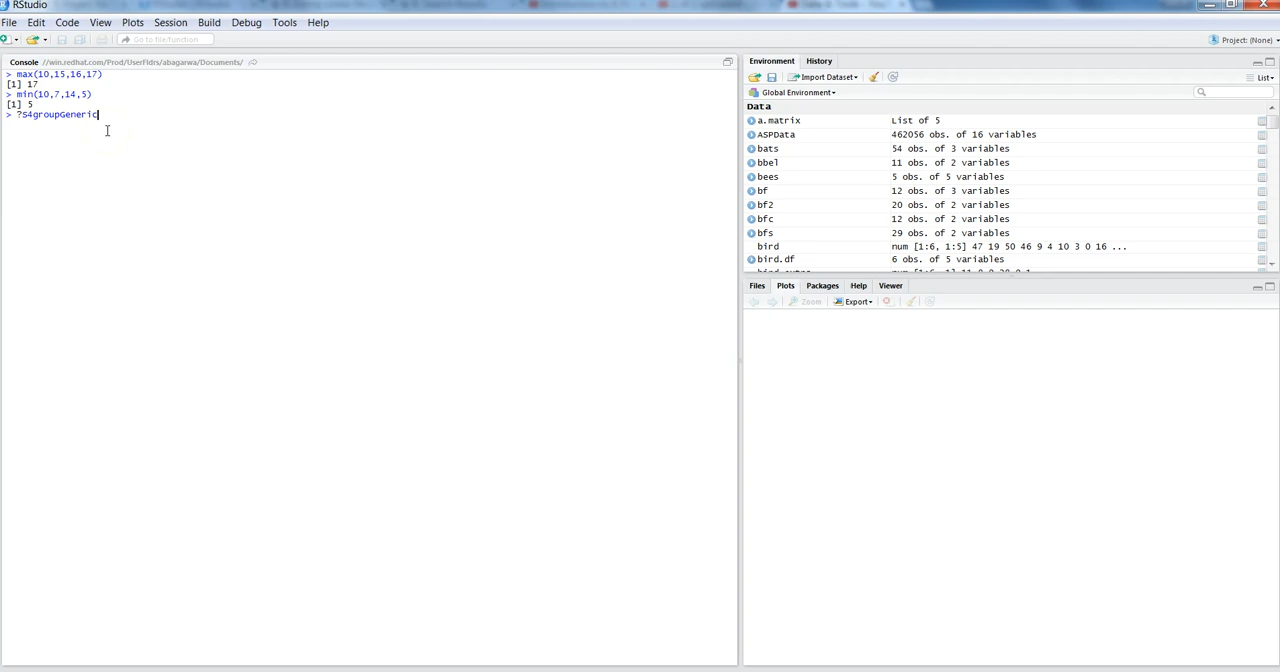 RStudio
File Edit Code View Plots Session Build Debug Tools Help
Go to file/function
Project: (None)
Console //win.redhat.com/Prod/UserFldrs/abagarwa/Documents/
> max(10,15,16,17)
[1] 17
> min(10,7,14,5)
[1] 5
> ?S4groupGeneric
Environment History
Import Dataset
List
Global Environment
Data
a.matrix List of 5
ASPData 462056 obs. of 16 variables
bats 54 obs. of 3 variables
bbel 11 obs. of 2 variables
bees 5 obs. of 5 variables
bf 12 obs. of 3 variables
bf2 20 obs. of 2 variables
bfc 12 obs. of 2 variables
bfs 29 obs. of 2 variables
bird num [1:6, 1:5] 47 19 50 46 9 4 10 3 0 16 ...
bird.df 6 obs. of 5 variables
Files Plots Packages Help Viewer
Zoom Export